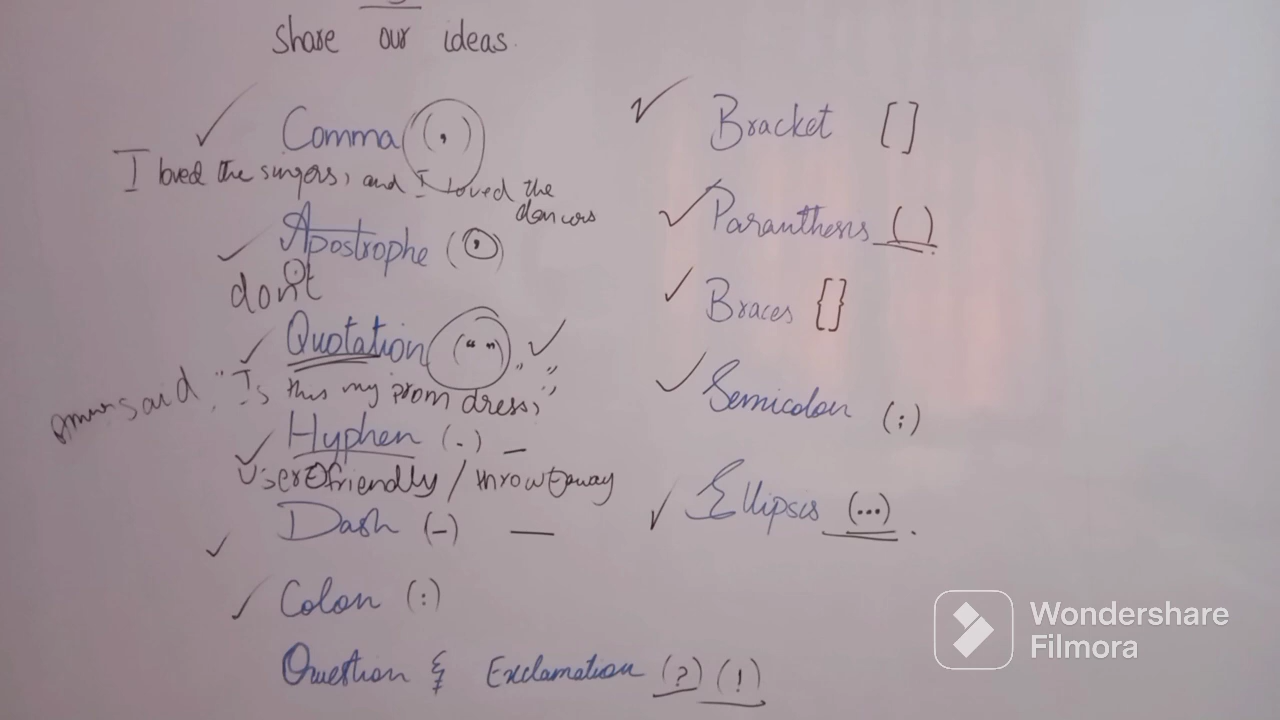 share our ideas.
Comma (,)
I loved the singers, and I loved the
dancers
Apostrophe (')
don't
Quotation (“ ”) " "
said, "Is this my prom dress,"
Hyphen (-) -
User-friendly / throw-away
Dash (–) —
Colon (:)
Question & Exclamation (?) (!)
Bracket []
Paranthesis ()
Braces {}
Semicolon (;)
Ellipsis (...).
Wondershare
Filmora